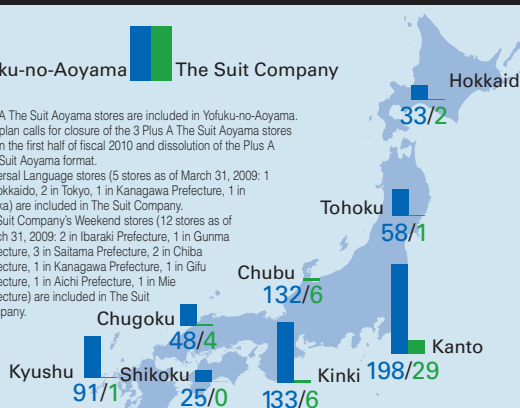 ku-no-Aoyama The Suit Company
Hokkaid
33/2
A The Suit Aoyama stores are included in Yofuku-no-Aoyama.
plan calls for closure of the 3 Plus A The Suit Aoyama stores
n the first half of fiscal 2010 and dissolution of the Plus A
Suit Aoyama format.
ersal Language stores (5 stores as of March 31, 2009: 1
okkaido, 2 in Tokyo, 1 in Kanagawa Prefecture, 1 in
ka) are included in The Suit Company.
Suit Company's Weekend stores (12 stores as of
ch 31, 2009: 2 in Ibaraki Prefecture, 1 in Gunma
ecture, 3 in Saitama Prefecture, 2 in Chiba
ecture, 1 in Kanagawa Prefecture, 1 in Gifu
ecture, 1 in Aichi Prefecture, 1 in Mie
ecture) are included in The Suit
pany.
Tohoku
58/1
Chubu
132/6
Chugoku
48/4
Kanto
198/29
Kyushu
91/1
Shikoku
25/0
Kinki
133/6